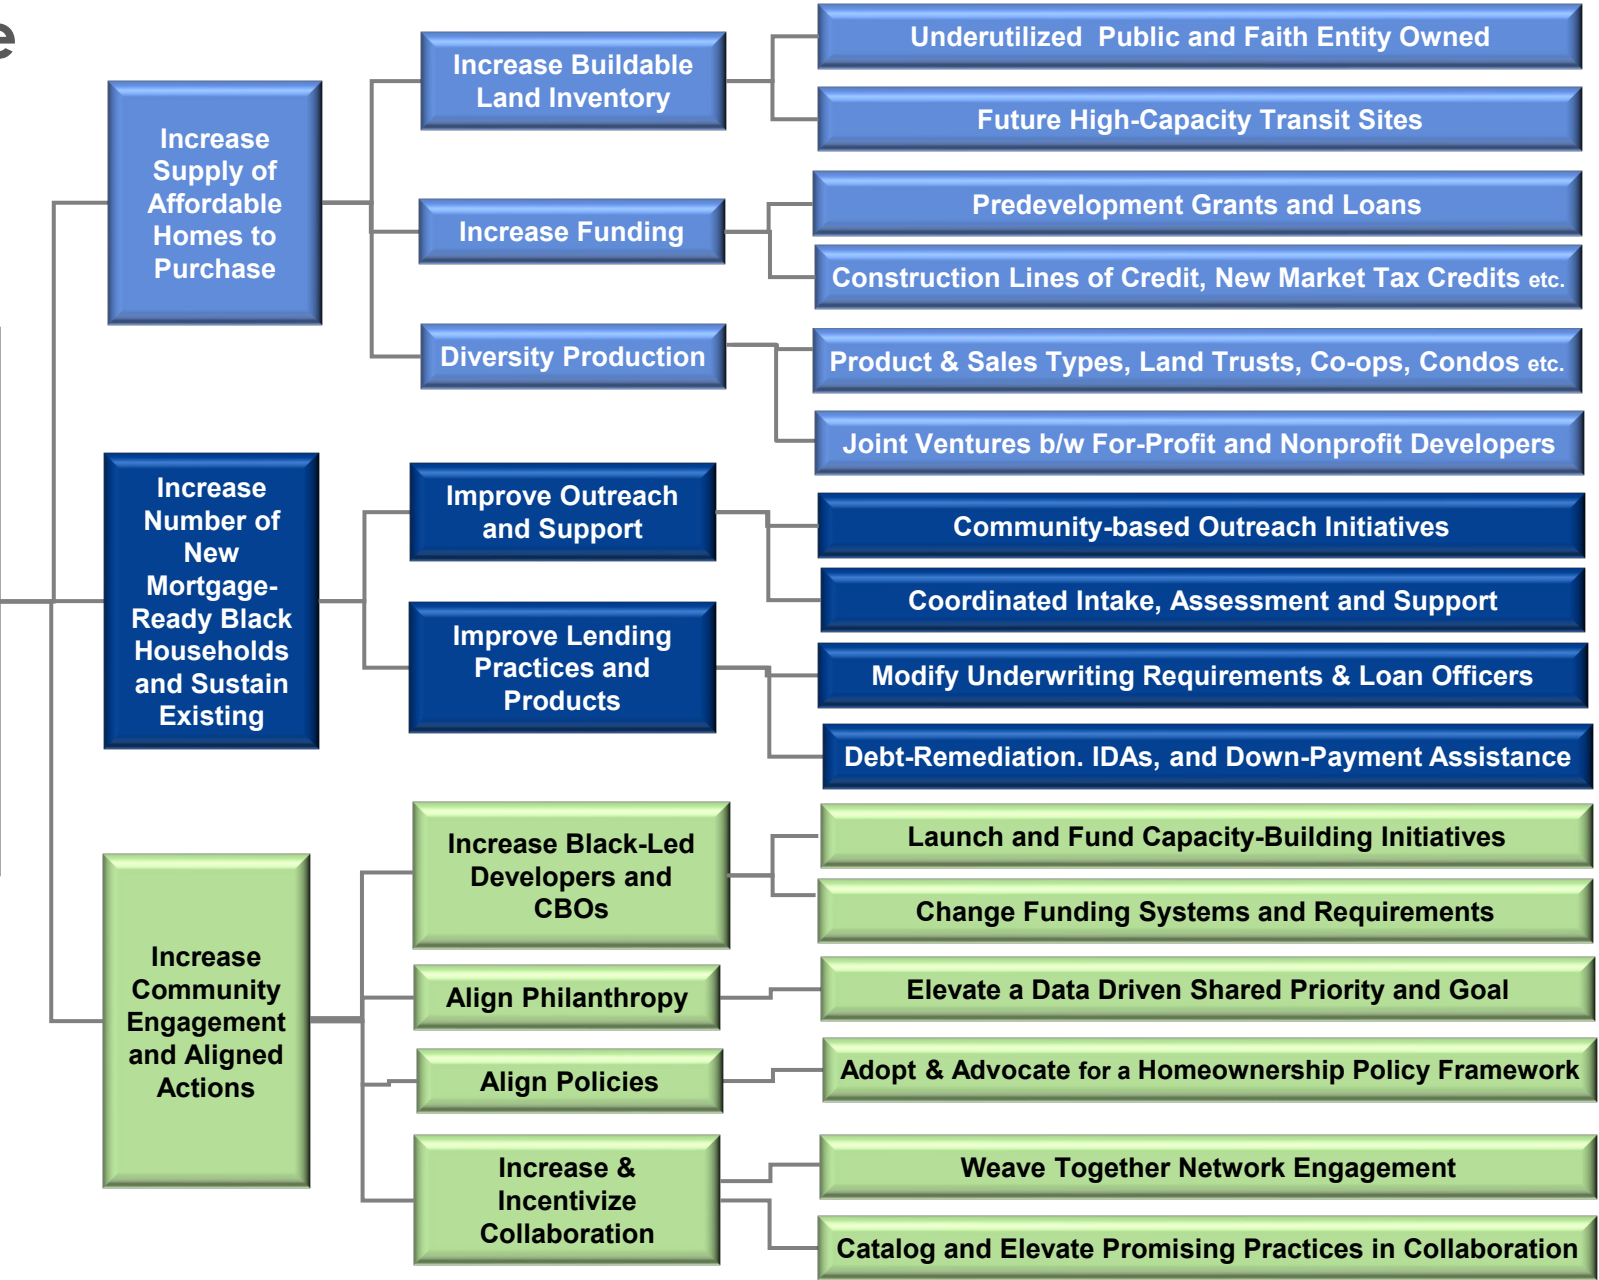 e
Increase
Supply of
Affordable
Homes to
Purchase
Increase Buildable
Land Inventory
Underutilized Public and Faith Entity Owned
Future High-Capacity Transit Sites
Increase Funding
Predevelopment Grants and Loans
Construction Lines of Credit, New Market Tax Credits etc.
Diversity Production
Product & Sales Types, Land Trusts, Co-ops, Condos etc.
Joint Ventures b/w For-Profit and Nonprofit Developers
Increase
Number of
New
Mortgage-
Ready Black
Households
and Sustain
Existing
Improve Outreach
and Support
Community-based Outreach Initiatives
Coordinated Intake, Assessment and Support
Improve Lending
Practices and
Products
Modify Underwriting Requirements & Loan Officers
Debt-Remediation. IDAs, and Down-Payment Assistance
Increase
Community
Engagement
and Aligned
Actions
Increase Black-Led
Developers and
CBOs
Launch and Fund Capacity-Building Initiatives
Change Funding Systems and Requirements
Align Philanthropy
Elevate a Data Driven Shared Priority and Goal
Align Policies
Adopt & Advocate for a Homeownership Policy Framework
Increase &
Incentivize
Collaboration
Weave Together Network Engagement
Catalog and Elevate Promising Practices in Collaboration